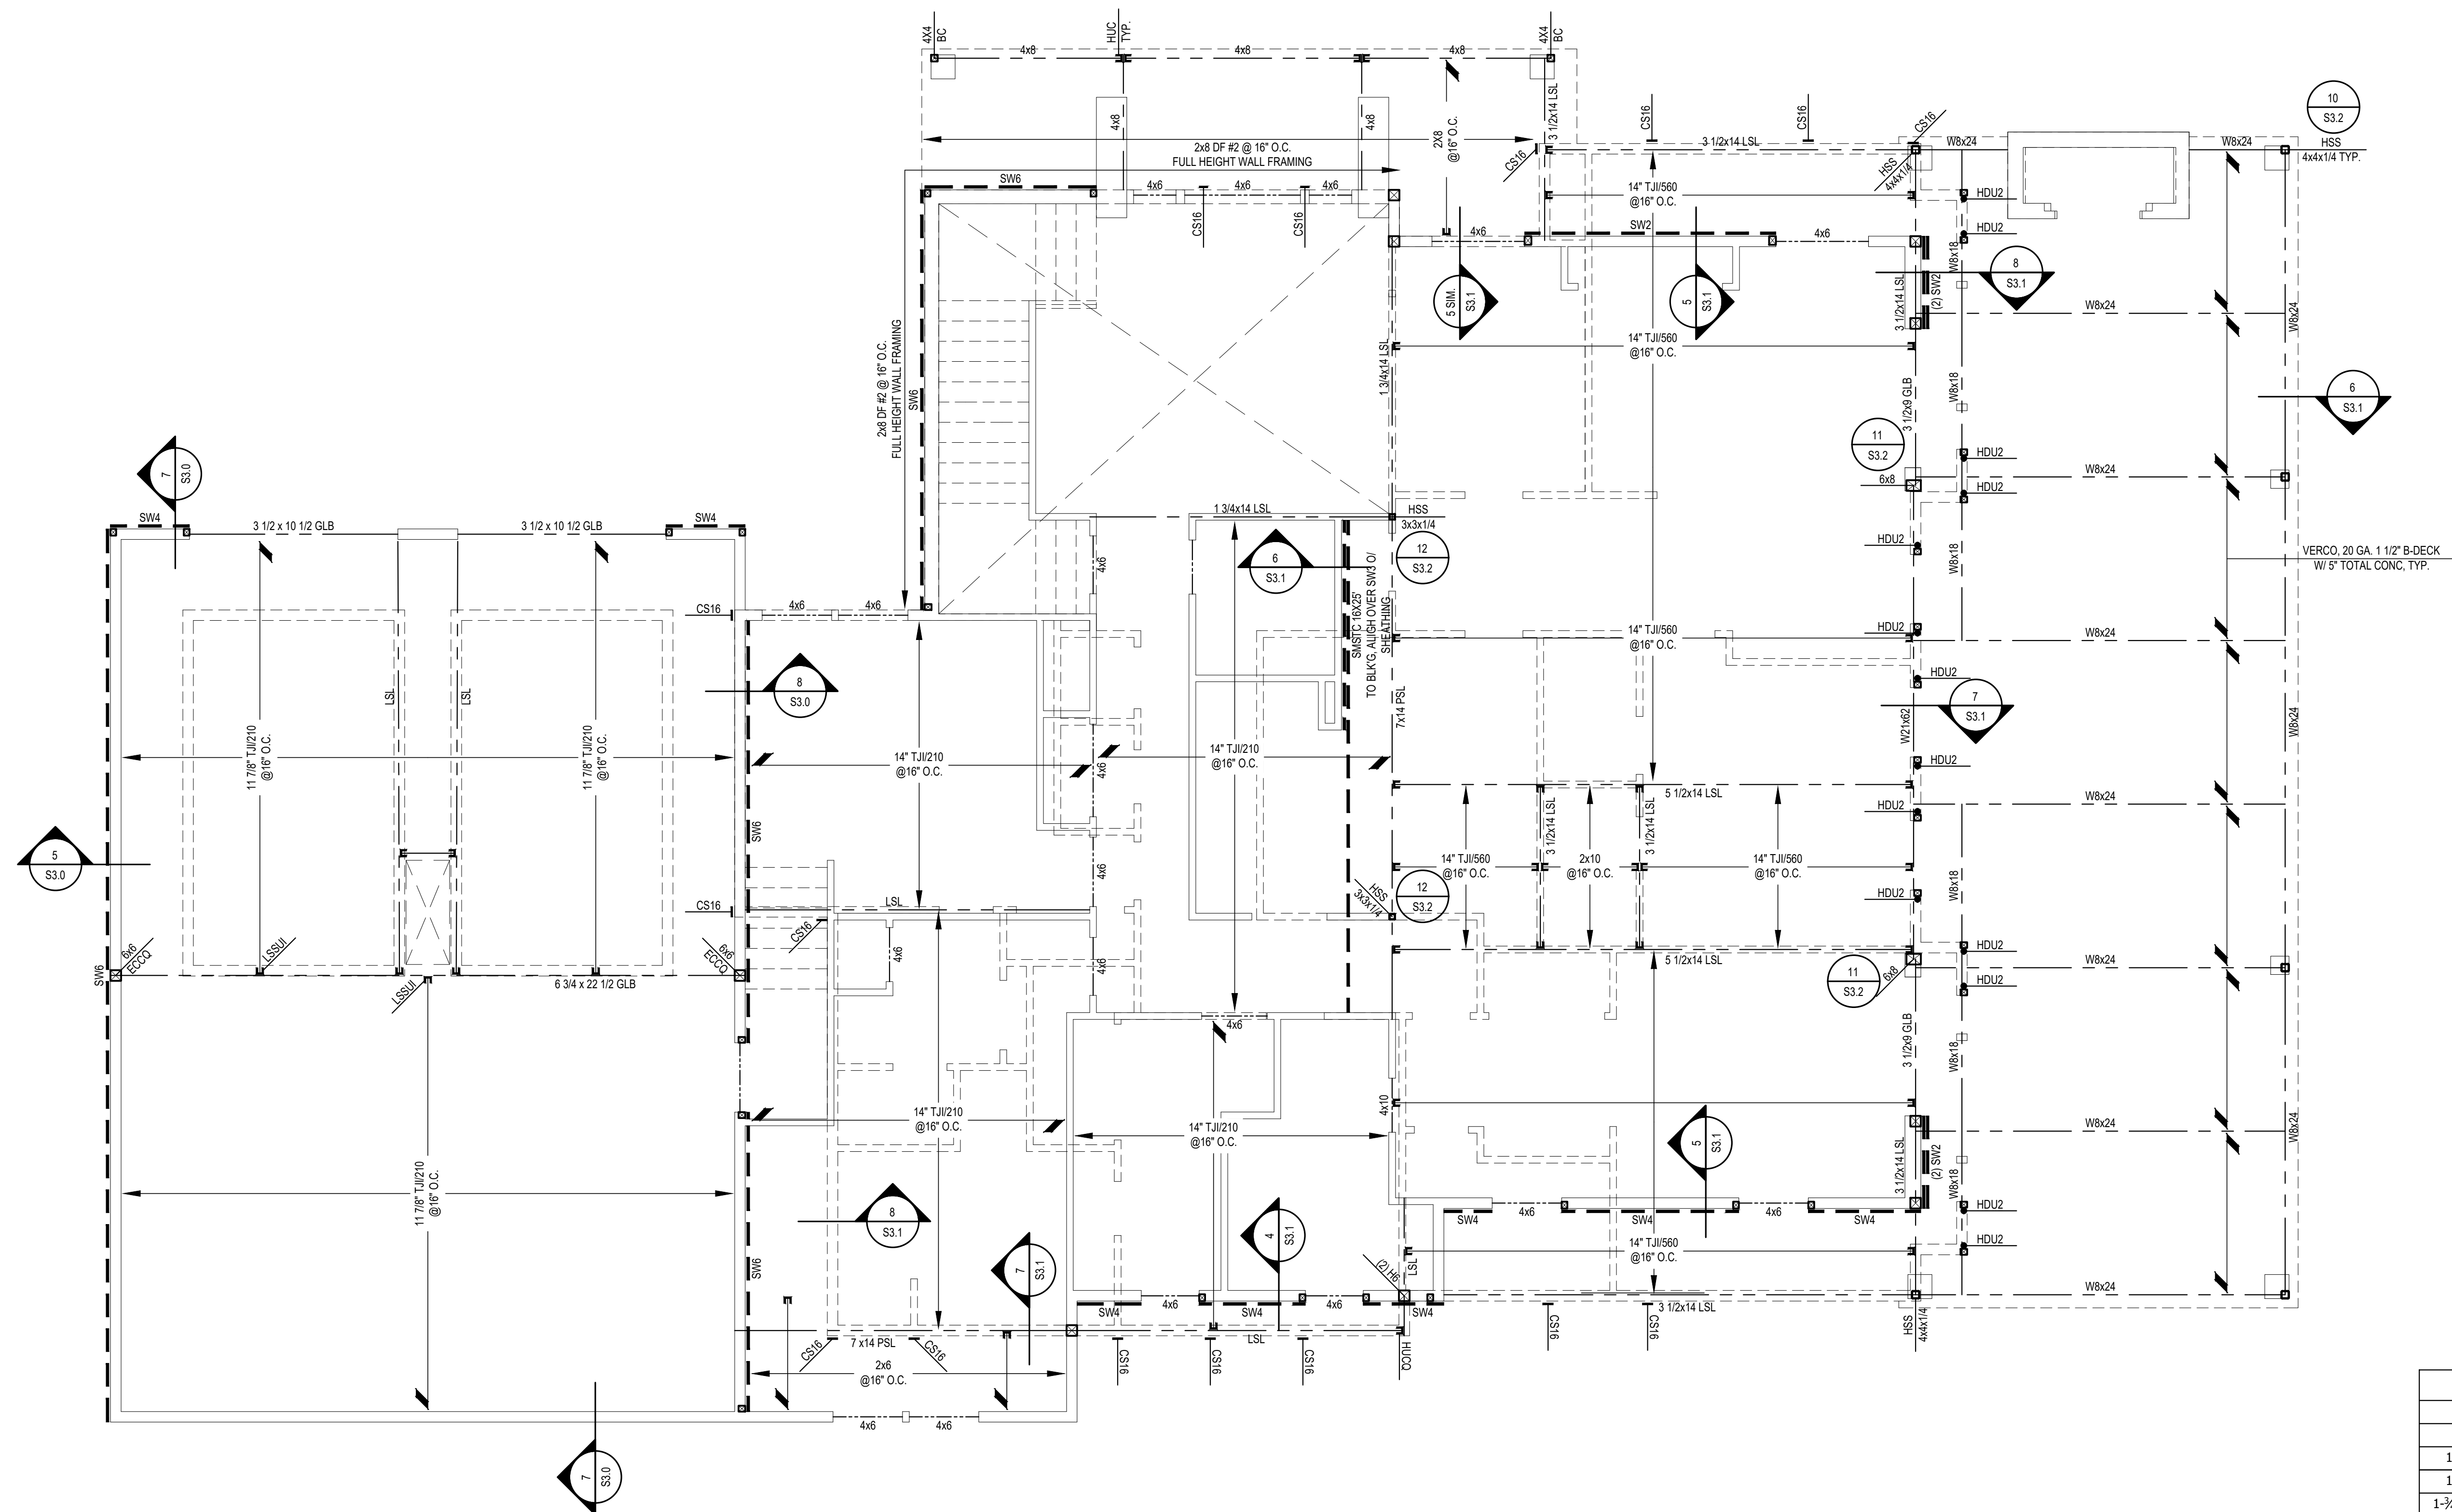 4X4
BC
HUC
TYP.
4X4
BC
4x8
4x8
4x8
10
S3.2
HSS
4x4x1/4 TYP.
4x8
4x8
2X8
@16" O.C.
3 1/2x14 LSL
CS16
CS16
CS16
2x8 DF #2 @ 16" O.C.
FULL HEIGHT WALL FRAMING
CS16
3 1/2x14 LSL
HSS
4x4x1/4
W8x24
W8x24
SW6
4x6
4x6
4x6
CS16
CS16
14" TJI/560
@16" O.C.
HDU2
HDU2
4x6
SW2
4x6
W8x18
8
S3.1
5 SIM.
S3.1
5
S3.1
3 1/2x14 LSL
(2) SW2
W8x24
W8x24
2x8 DF #2 @ 16" O.C.
FULL HEIGHT WALL FRAMING
SW6
1 3/4x14 LSL
14" TJI/560
@16" O.C.
3 1/2x9 GLB
W8x18
6
S3.1
11
S3.2
6x8
HDU2
HDU2
W8x24
7
S3.0
SW4
3 1/2 x 10 1/2 GLB
3 1/2 x 10 1/2 GLB
SW4
1 3/4x14 LSL
HSS
3x3x1/4
12
S3.2
6
S3.1
4x6
HDU2
W8x18
VERCO, 20 GA. 1 1/2" B-DECK
W/ 5" TOTAL CONC, TYP.
CS16
4x6
4x6
SMSTC 16X25'
TO BLK'G, ALIGH OVER SW3 O/
SHEATHING
14" TJI/560
@16" O.C.
HDU2
W8x24
8
S3.0
LSL
LSL
7x14 PSL
HDU2
7
S3.1
W21x62
W8x24
11 7/8" TJI/210
@16" O.C.
11 7/8" TJI/210
@16" O.C.
14" TJI/210
@16" O.C.
4x6
14" TJI/210
@16" O.C.
HDU2
5 1/2x14 LSL
W8x24
HDU2
SW6
3 1/2x14 LSL
3 1/2x14 LSL
5
S3.0
4x6
14" TJI/560
@16" O.C.
2x10
@16" O.C.
14" TJI/560
@16" O.C.
W8x18
CS16
LSL
CS16
HSS
3x3x1/4
12
S3.2
HDU2
6x6
ECCQ
LSSUI
6x6
ECCQ
4x6
4x6
SW6
LSSUI
6 3/4 x 22 1/2 GLB
5 1/2x14 LSL
11
S3.2
6x8
HDU2
HDU2
W8x24
4x6
3 1/2x9 GLB
W8x18
14" TJI/210
@16" O.C.
4x10
14" TJI/210
@16" O.C.
5
S3.1
W8x24
W8x24
11 7/8" TJI/210
@16" O.C.
3 1/2x14 LSL
(2) SW2
W8x18
8
S3.1
4
S3.1
SW4
4x6
SW4
4x6
SW4
HDU2
HDU2
SW6
7
S3.1
(2) H6
LSL
14" TJI/560
@16" O.C.
W8x24
SW4
4x6
SW4
4x6
SW4
3 1/2x14 LSL
CS16
7 x14 PSL
CS16
LSL
CS16
CS16
CS16
HUCQ
CS16
CS16
HSS
4x4x1/4
2x6
@16" O.C.
4x6
4x6
7
S3.0
1
1
1-¾